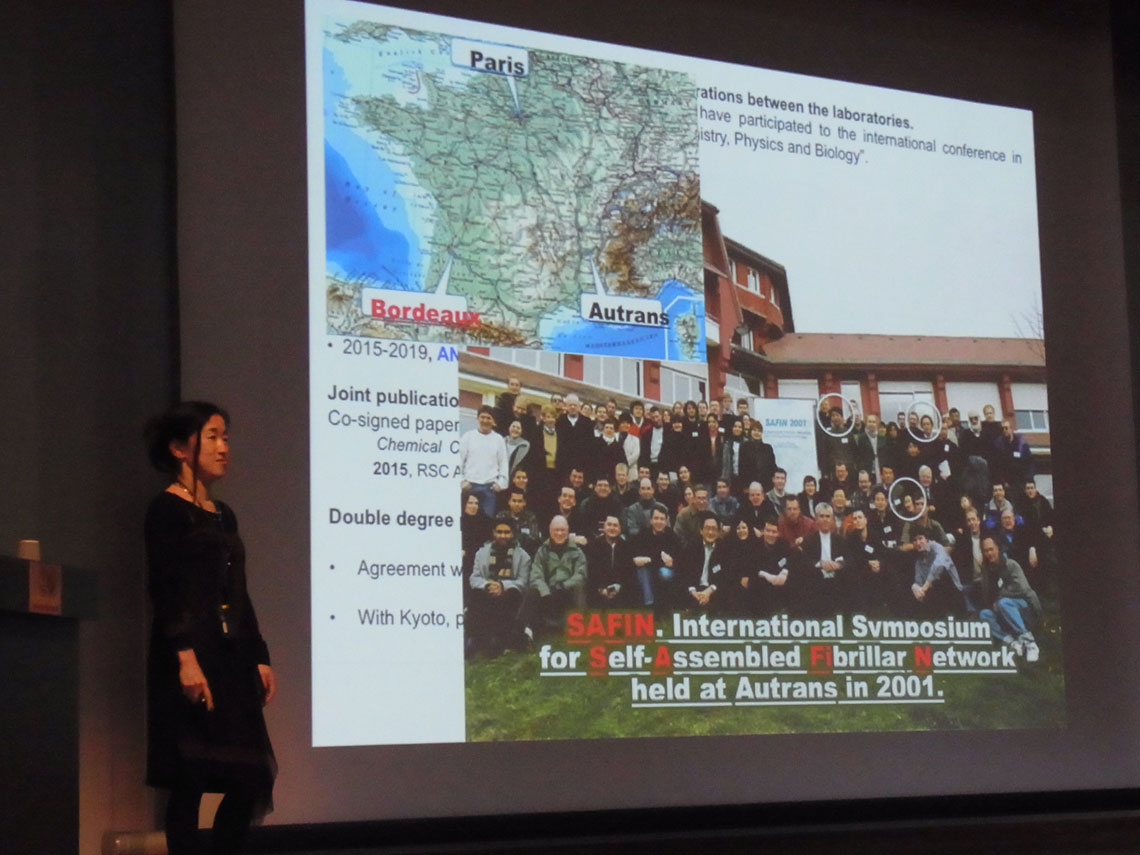 Paris
rations between the laboratories.
have participated to the international conference in
istry, Physics and Biology”.
Bordeaux
Autrans
• 2015-2019, AN
Joint publicatio
Co-signed paper
Chemical C
2015, RSC A
Double degree
• Agreement w
• With Kyoto, p
SAFIN 2001
SAFIN. International Symposium
for Self-Assembled Fibrillar Network
held at Autrans in 2001.